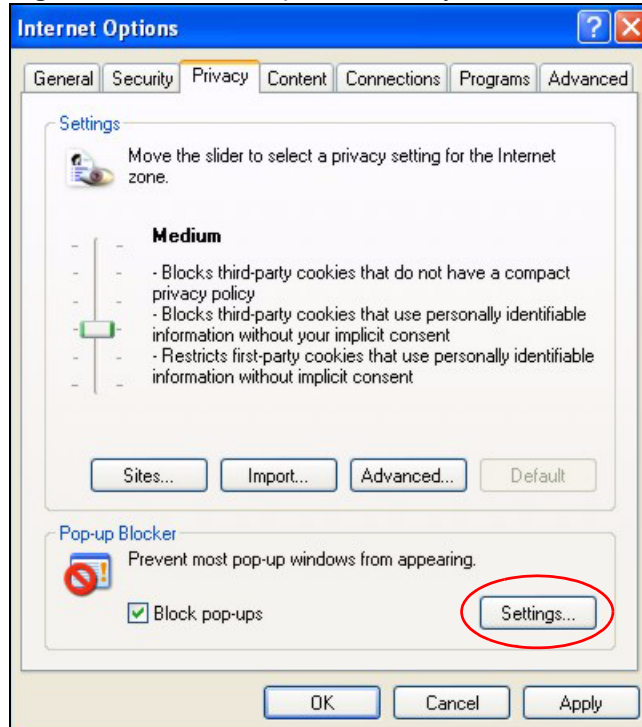 Internet Options
General Security Privacy Content Connections Programs Advanced
Settings
Move the slider to select a privacy setting for the Internet
zone.
Medium
- Blocks third-party cookies that do not have a compact
privacy policy
- Blocks third-party cookies that use personally identifiable
information without your implicit consent
- Restricts first-party cookies that use personally identifiable
information without implicit consent
Sites... Import... Advanced... Default
Pop-up Blocker
Prevent most pop-up windows from appearing.
Block pop-ups Settings...
OK Cancel Apply